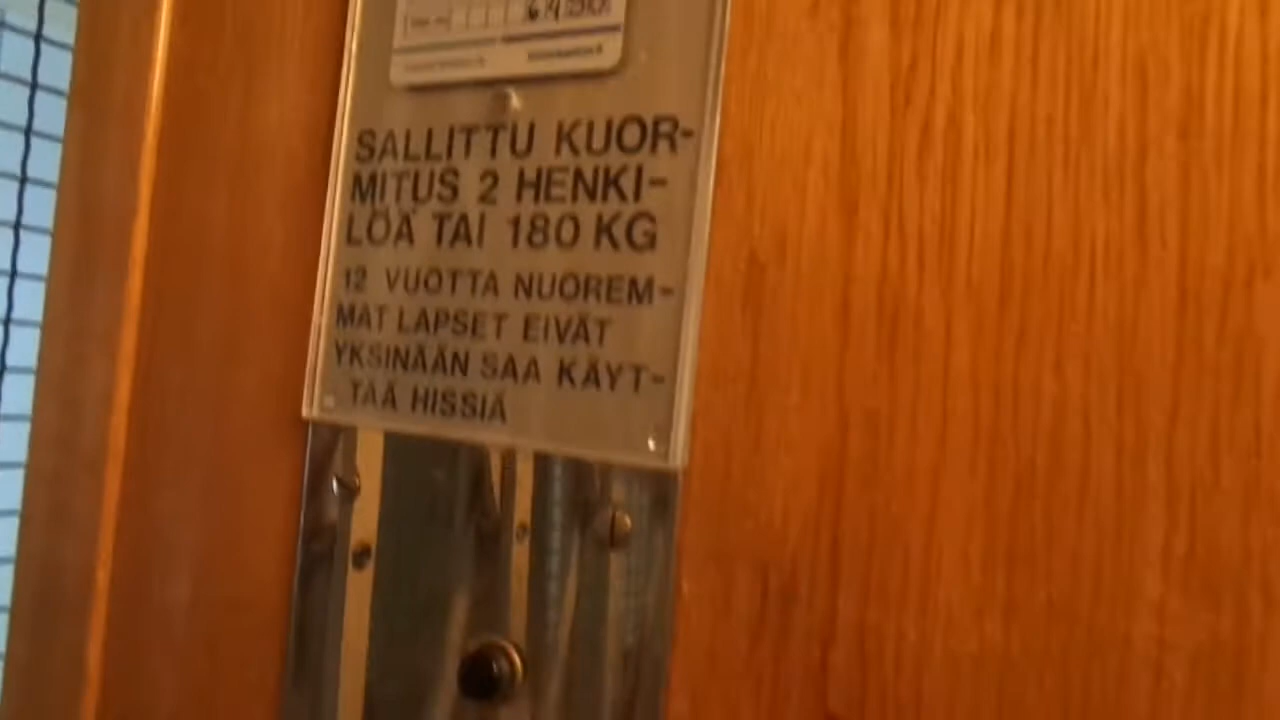 SALLITTU KUOR-
MITUS 2 HENKI-
LÖÄ TAI 180 KG
12 VUOTTA NUOREM-
MAT LAPSET EIVÄT
YKSINÄÄN SAA KÄYT-
TÄÄ HISSIÄ